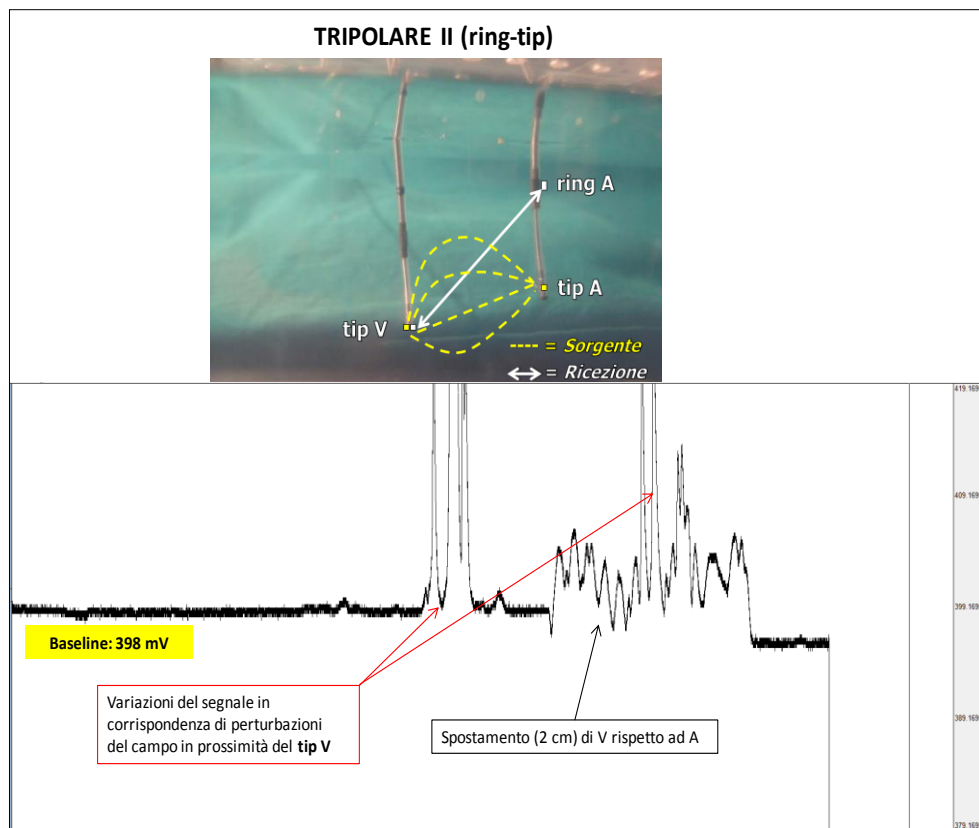 TRIPOLARE II (ring-tip)
ring A
tip A
tip V
= Sorgente
= Ricezione
419.169
409.169
399.169
389.169
379.169
Baseline: 398 mV
Variazioni del segnale in
corrispondenza di perturbazioni
del campo in prossimità del tip V
Spostamento (2 cm) di V rispetto ad A